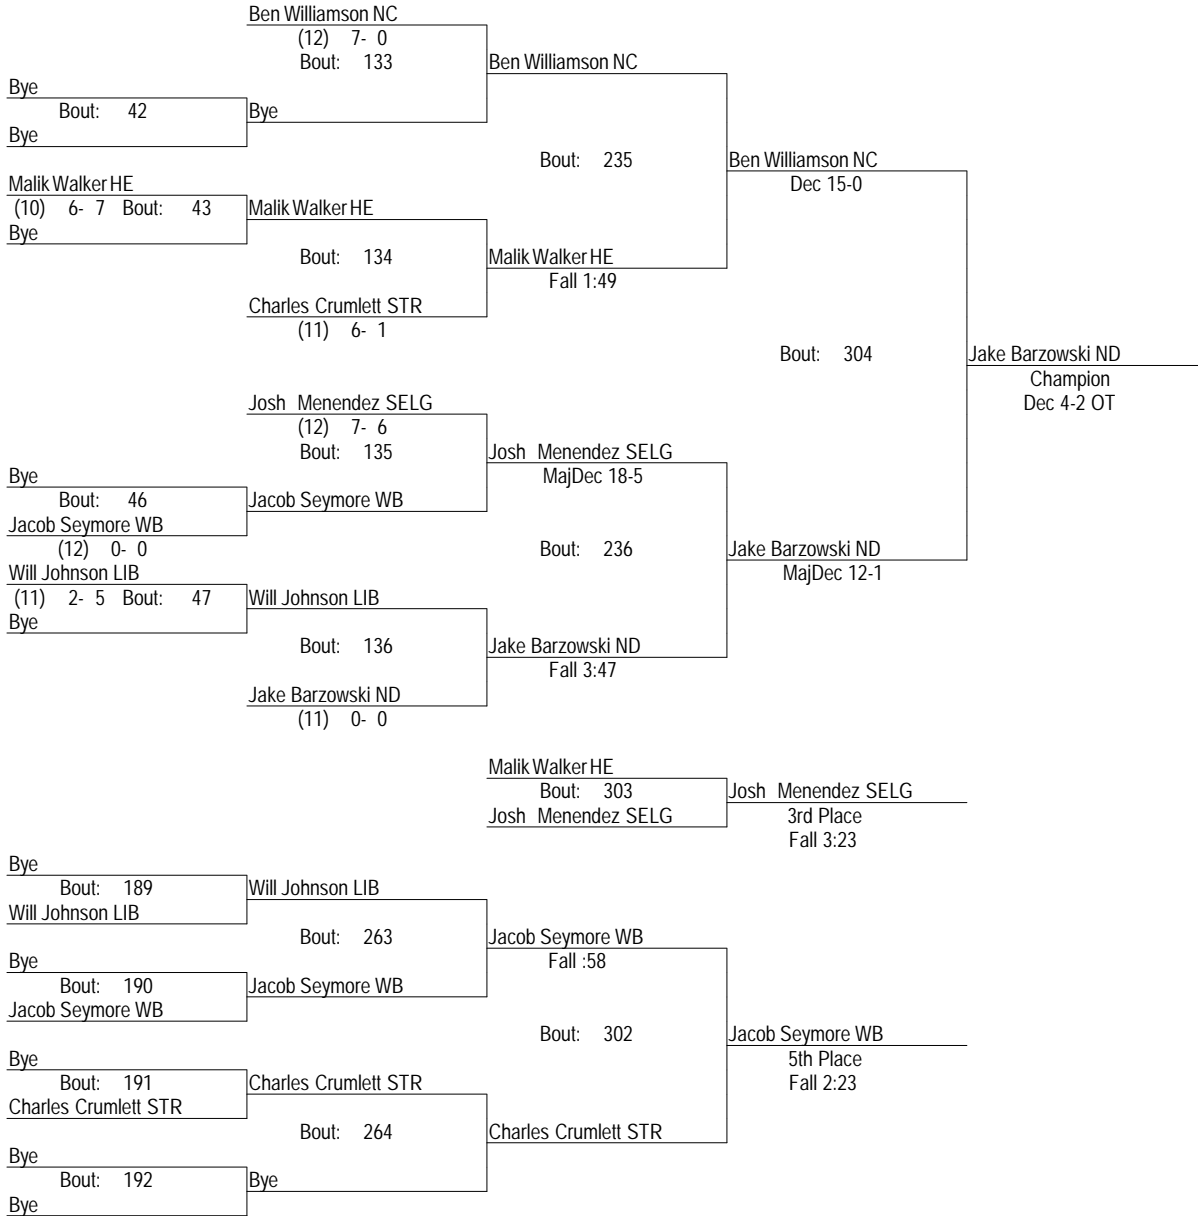 Ben Williamson NC
(12) 7- 0
Bout: 133
Ben Williamson NC
Bye
Bout: 42
Bye
Bye
Bout: 235
Ben Williamson NC
Dec 15-0
Malik Walker HE
(10) 6- 7 Bout: 43
Malik Walker HE
Bye
Bout: 134
Malik Walker HE
Fall 1:49
Charles Crumlett STR
(11) 6- 1
Bout: 304
Jake Barzowski ND
Champion
Dec 4-2 OT
Josh Menendez SELG
(12) 7- 6
Bout: 135
Josh Menendez SELG
MajDec 18-5
Bye
Bout: 46
Jacob Seymore WB
Jacob Seymore WB
(12) 0- 0
Bout: 236
Jake Barzowski ND
MajDec 12-1
Will Johnson LIB
(11) 2- 5 Bout: 47
Will Johnson LIB
Bye
Bout: 136
Jake Barzowski ND
Fall 3:47
Jake Barzowski ND
(11) 0- 0
Malik Walker HE
Bout: 303
Josh Menendez SELG
Josh Menendez SELG
3rd Place
Fall 3:23
Bye
Bout: 189
Will Johnson LIB
Will Johnson LIB
Bout: 263
Jacob Seymore WB
Fall :58
Bye
Bout: 190
Jacob Seymore WB
Jacob Seymore WB
Bout: 302
Jacob Seymore WB
5th Place
Fall 2:23
Bye
Bout: 191
Charles Crumlett STR
Charles Crumlett STR
Bout: 264
Charles Crumlett STR
Bye
Bout: 192
Bye
Bye